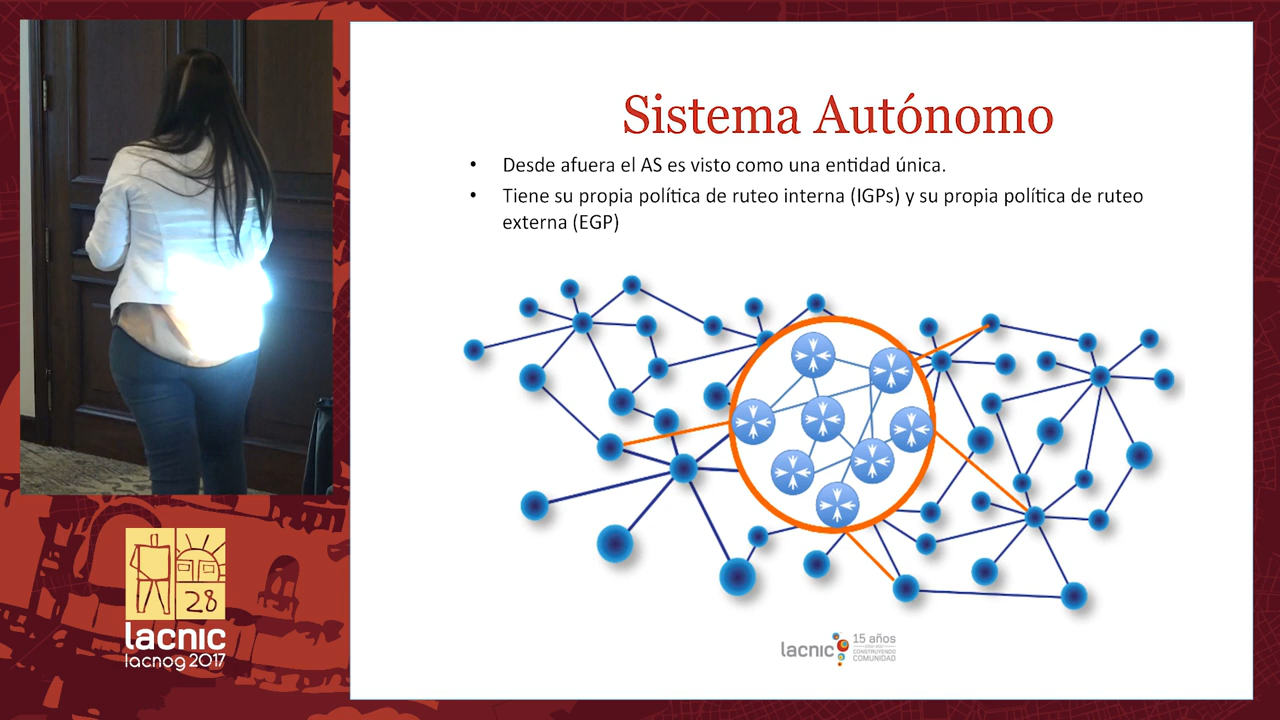 Sistema Autónomo
• Desde afuera el AS es visto como una entidad única.
• Tiene su propia política de ruteo interna (IGPs) y su propia política de ruteo
externa (EGP)
28
lacnic
lacnog 2017
lacnic
15 años
CONSTRUYENDO
COMUNIDAD